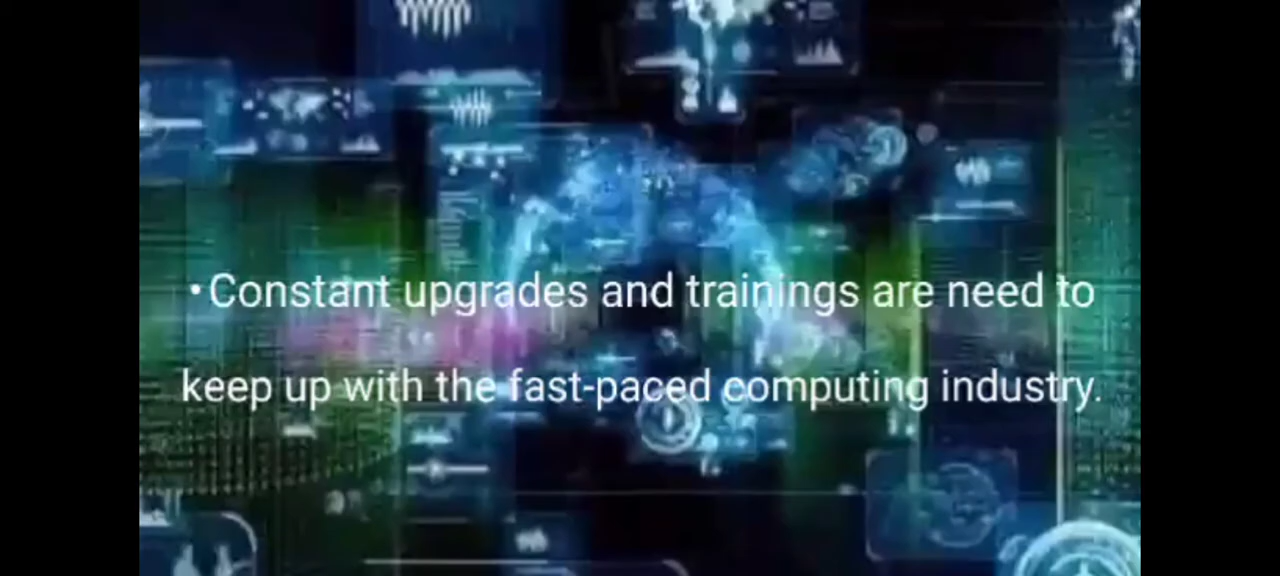 •Constant upgrades and trainings are need to
keep up with the fast-paced computing industry.